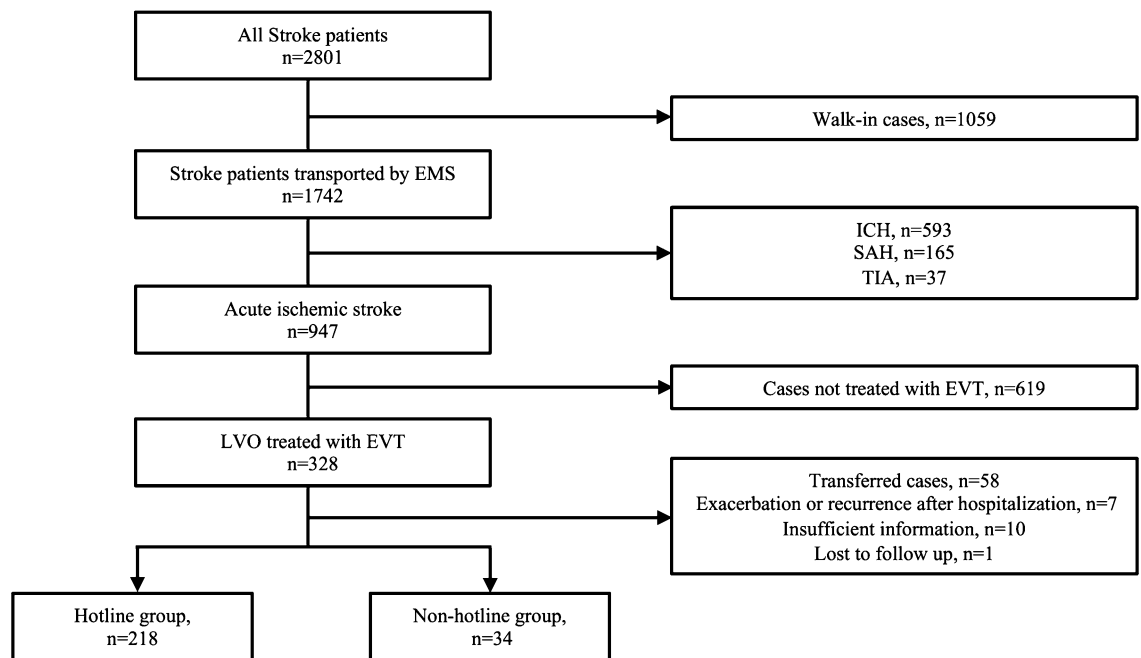 All Stroke patients
n=2801
Walk-in cases, n=1059
Stroke patients transported by EMS
n=1742
ICH, n=593
SAH, n=165
TIA, n=37
Acute ischemic stroke
n=947
Cases not treated with EVT, n=619
LVO treated with EVT
n=328
Transferred cases, n=58
Exacerbation or recurrence after hospitalization, n=7
Insufficient information, n=10
Lost to follow up, n=1
Hotline group,
n=218
Non-hotline group,
n=34